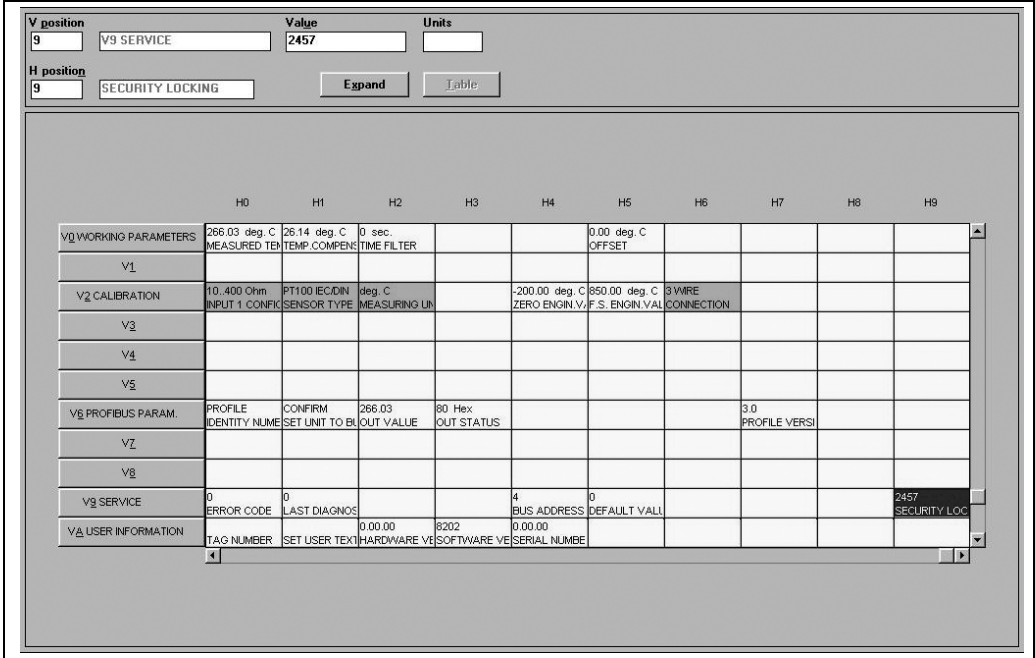 V position Value Units
9 V9 SERVICE 2457
H position
9 SECURITY LOCKING Expand Table
H0 H1 H2 H3 H4 H5 H6 H7 H8 H9
V0 WORKING PARAMETERS 266.03 deg. C 26.14 deg. C 0 sec. 0.00 deg. C
MEASURED TEM TEMP.COMPENS TIME FILTER OFFSET
V1
V2 CALIBRATION 10..400 Ohm PT100 IEC/DIN deg. C -200.00 deg. C 850.00 deg. C 3 WIRE
INPUT 1 CONFIG SENSOR TYPE MEASURING UN ZERO ENGIN.VA F.S. ENGIN.VAL CONNECTION
V3
V4
V5
V6 PROFIBUS PARAM. PROFILE CONFIRM 266.03 80 Hex 3.0
IDENTITY NUME SET UNIT TO BU OUT VALUE OUT STATUS PROFILE VERSI
V7
V8
V9 SERVICE 0 0 4 0 2457
ERROR CODE LAST DIAGNOS BUS ADDRESS DEFAULT VALU SECURITY LOC
VA USER INFORMATION 0.00.00 8202 0.00.00
TAG NUMBER SET USER TEXT HARDWARE VE SOFTWARE VE SERIAL NUMBE